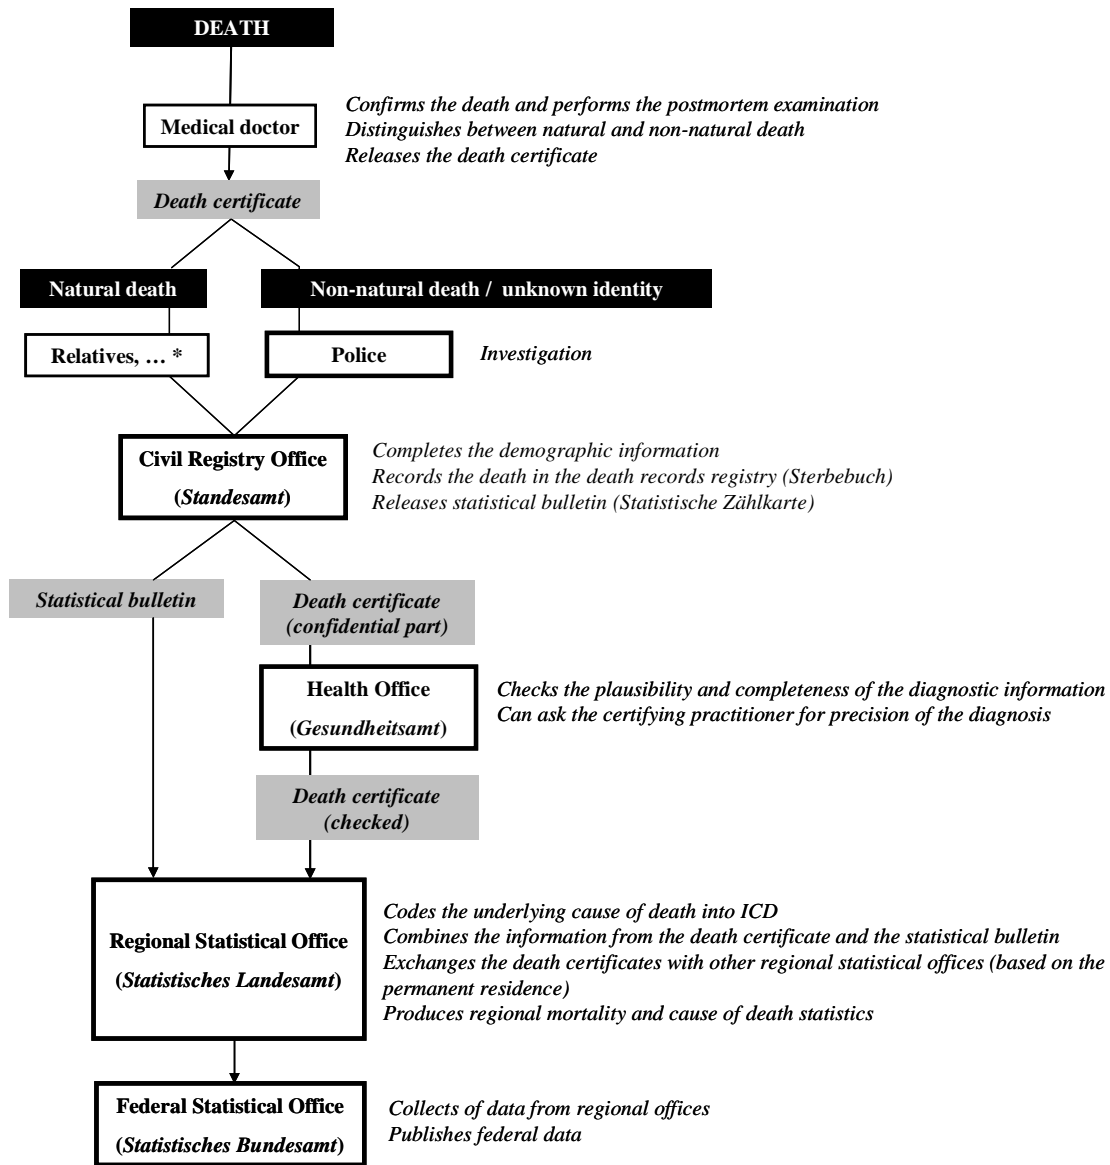 DEATH
Medical doctor
Confirms the death and performs the postmortem examination
Distinguishes between natural and non-natural death
Releases the death certificate
Death certificate
Natural death
Non-natural death / unknown identity
Relatives, … *
Police
Investigation
Civil Registry Office
(Standesamt)
Completes the demographic information
Records the death in the death records registry (Sterbebuch)
Releases statistical bulletin (Statistische Zählkarte)
Statistical bulletin
Death certificate
(confidential part)
Health Office
(Gesundheitsamt)
Checks the plausibility and completeness of the diagnostic information
Can ask the certifying practitioner for precision of the diagnosis
Death certificate
(checked)
Regional Statistical Office
(Statistisches Landesamt)
Codes the underlying cause of death into ICD
Combines the information from the death certificate and the statistical bulletin
Exchanges the death certificates with other regional statistical offices (based on the
permanent residence)
Produces regional mortality and cause of death statistics
Federal Statistical Office
(Statistisches Bundesamt)
Collects of data from regional offices
Publishes federal data